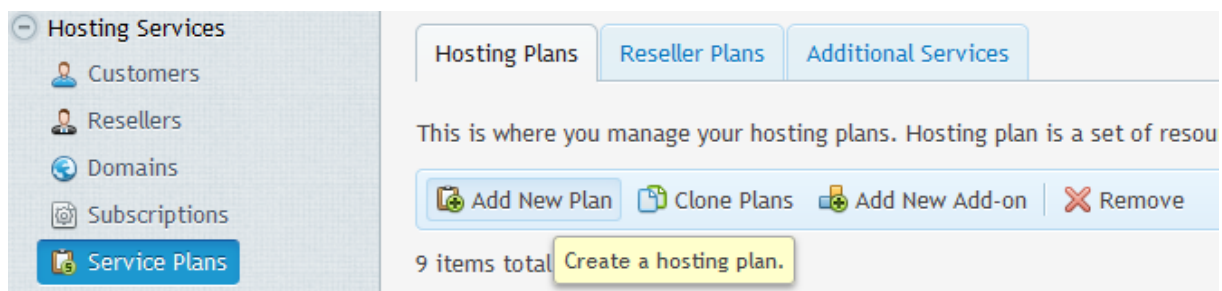 Hosting Services
Customers
Resellers
Domains
Subscriptions
Service Plans
Hosting Plans Reseller Plans Additional Services
This is where you manage your hosting plans. Hosting plan is a set of resou
Add New Plan Clone Plans Add New Add-on Remove
9 items total
Create a hosting plan.